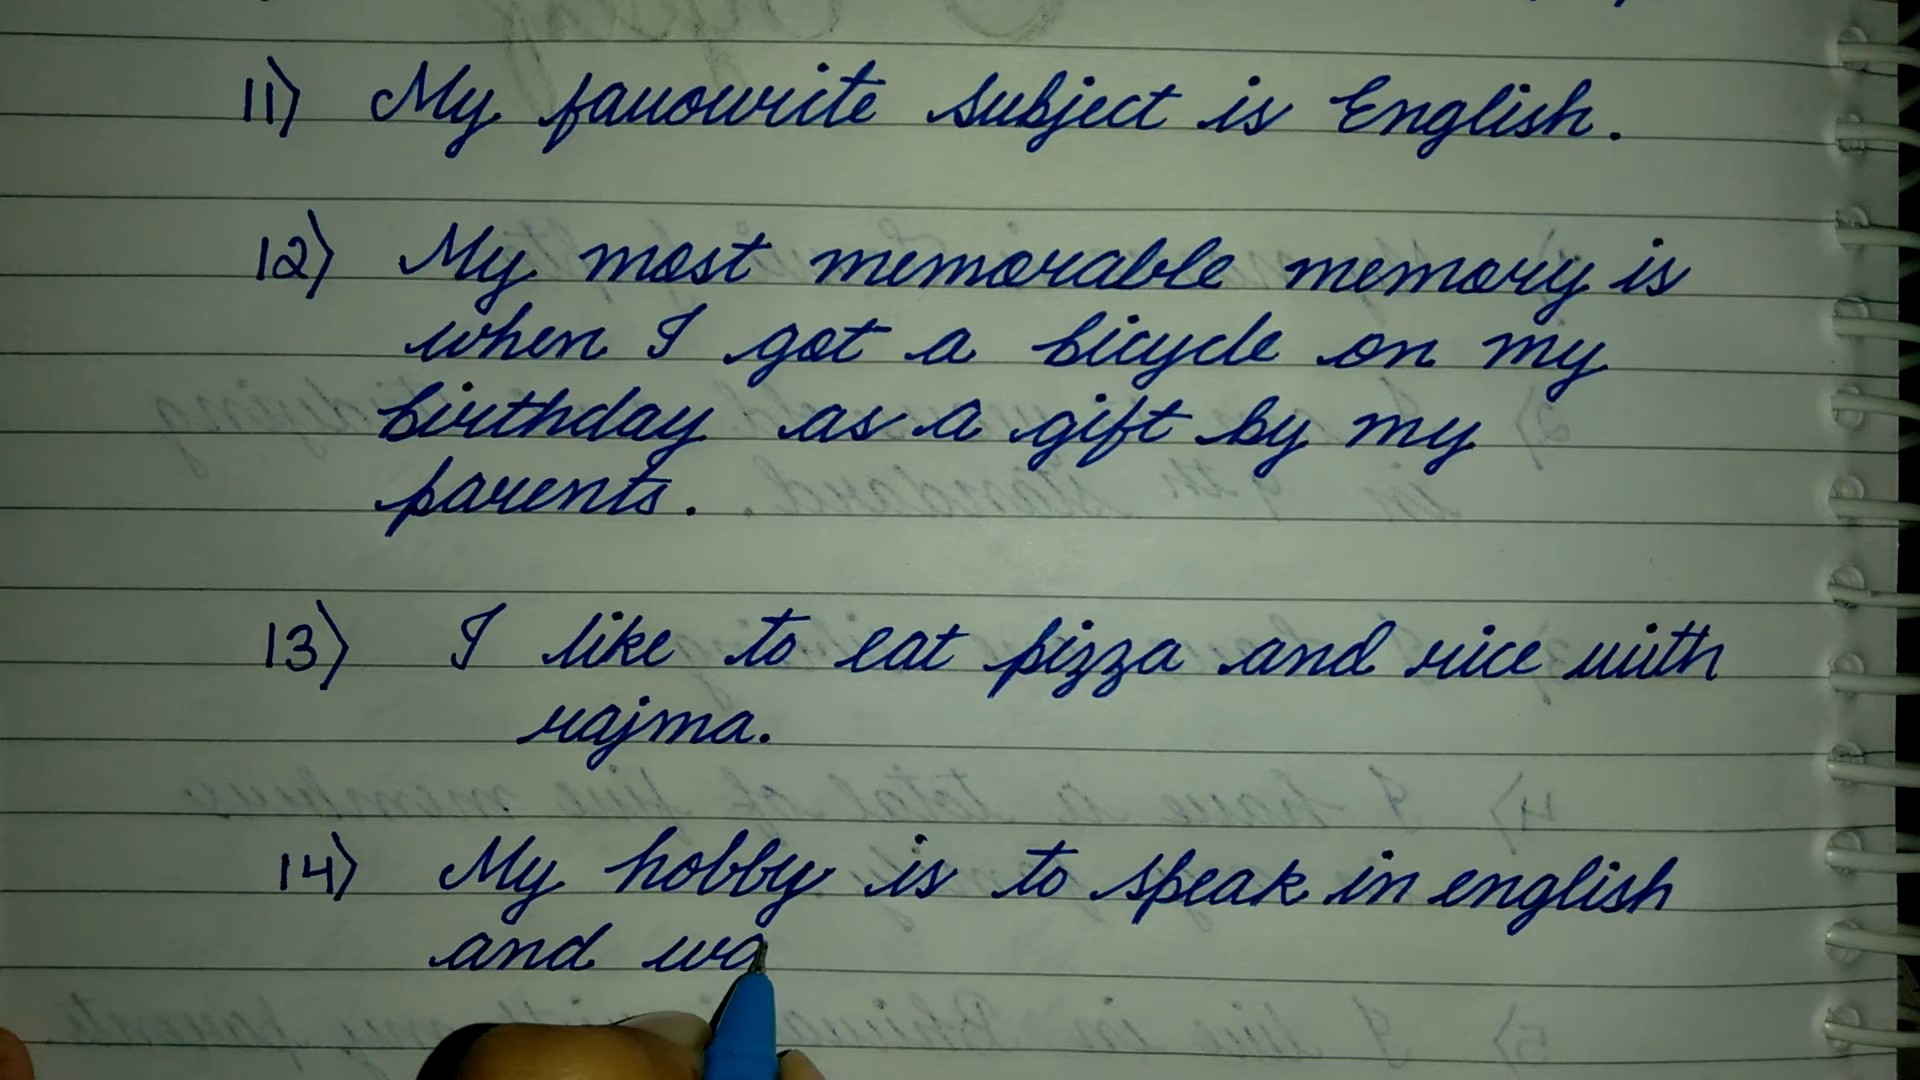 11) My favourite subject is English.
12) My most memorable memory is
when I got a bicycle on my
birthday as a gift by my
parents.
13) I like to eat pizza and rice with
rajma.
14) My hobby is to speak in english
and wa